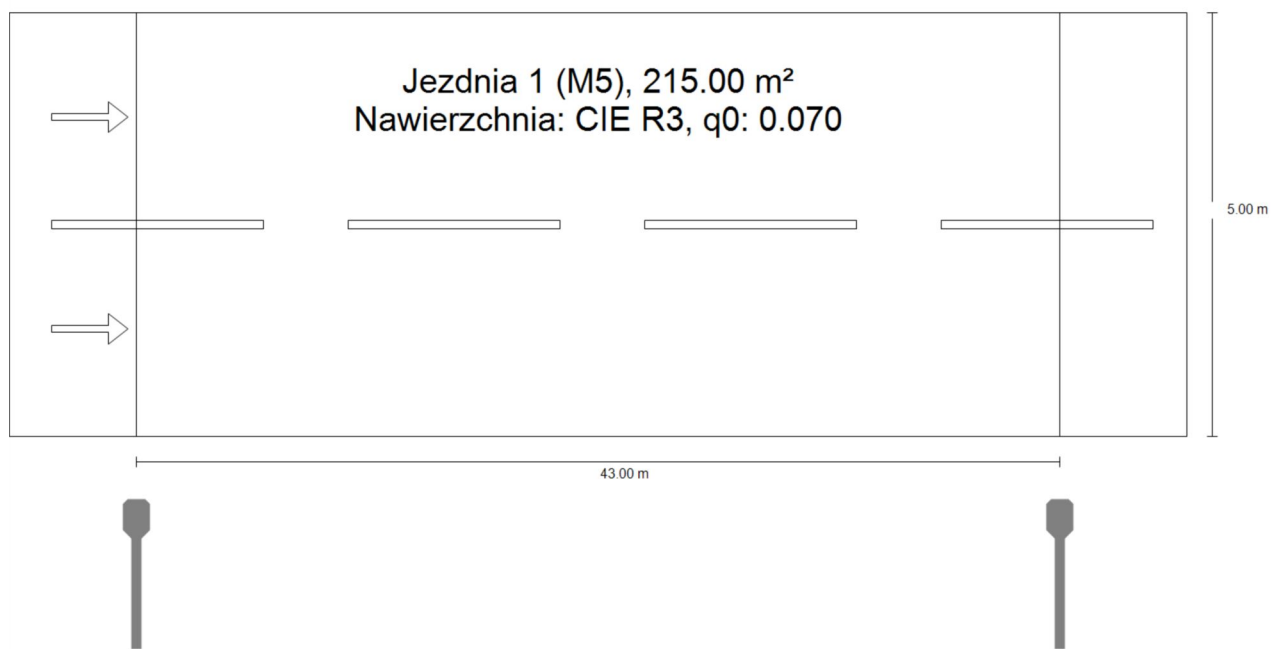 Jezdnia 1 (M5), 215.00 m²
Nawierzchnia: CIE R3, q0: 0.070
5.00 m
43.00 m